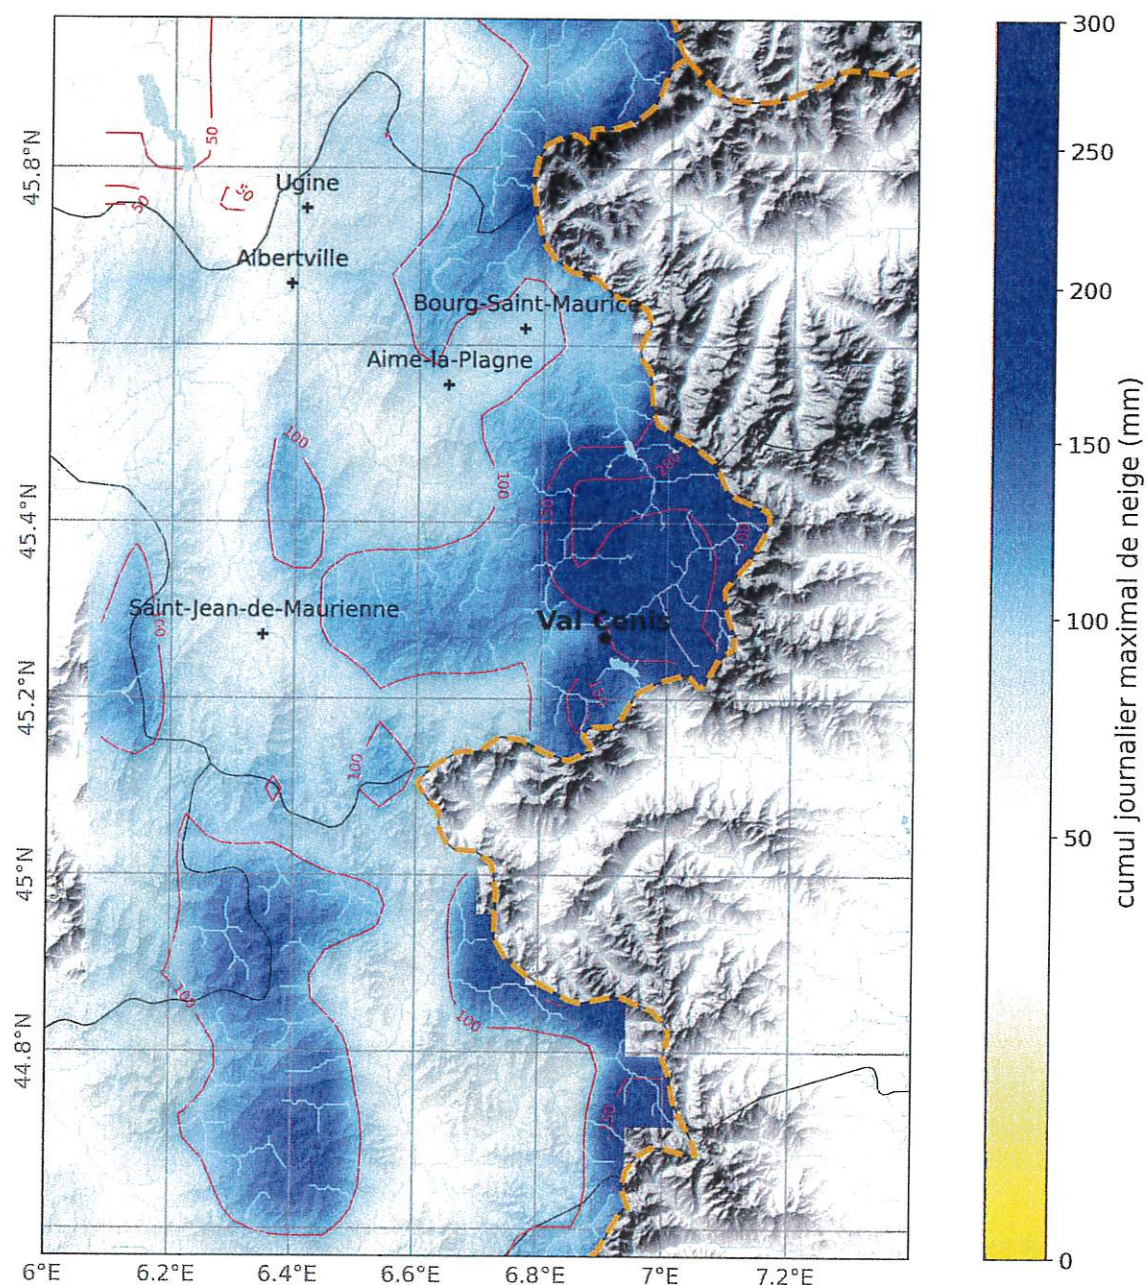 300
250
200
150
100
50
0
cumul journalier maximal de neige (mm)
45.8°N
45.4°N
45.2°N
45°N
44.8°N
50
50
50
Ugine
Albertville
Bourg-Saint-Maurice
Aime-la-Plagne
100
100
200
Saint-Jean-de-Maurienne
100
Val Cenis
100
100
100
6°E
6.2°E
6.4°E
6.6°E
6.8°E
7°E
7.2°E